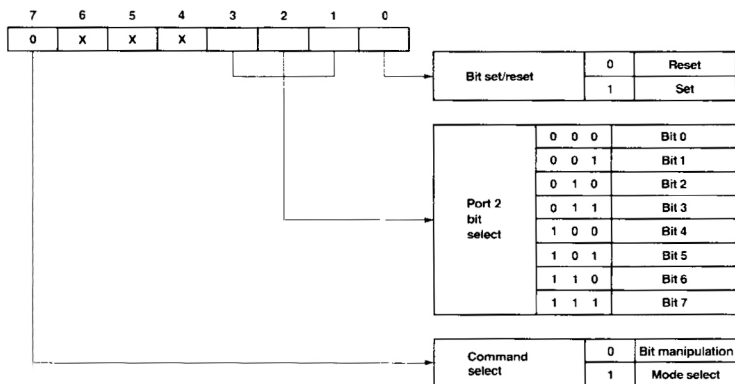 7 6 5 4 3 2 1 0
0 X X X
Bit set/reset
0 Reset
1 Set
Port 2
bit
select
0 0 0 Bit 0
0 0 1 Bit 1
0 1 0 Bit 2
0 1 1 Bit 3
1 0 0 Bit 4
1 0 1 Bit 5
1 1 0 Bit 6
1 1 1 Bit 7
Command
select
0 Bit manipulation
1 Mode select